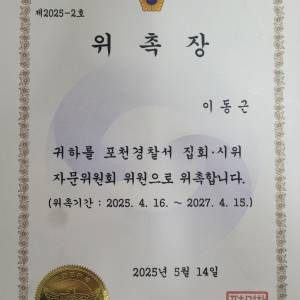 제2025-2호
위 촉 장
이 동 근
귀하를 포천경찰서 집회·시위
자문위원회 위원으로 위촉합니다.
(위촉기간 : 2025. 4. 16. ~ 2027. 4. 15.)
2025년 5월 14일